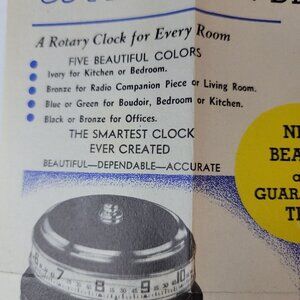 A Rotary Clock for Every Room
FIVE BEAUTIFUL COLORS
Ivory for Kitchen or Bedroom.
Bronze for Radio Companion Piece or Living Room.
Blue or Green for Boudoir, Bedroom or Kitchen.
Black or Bronze for Offices.
THE SMARTEST CLOCK
EVER CREATED
BEAUTIFUL—DEPENDABLE—ACCURATE
BEA
GUARA
7 8 9 10